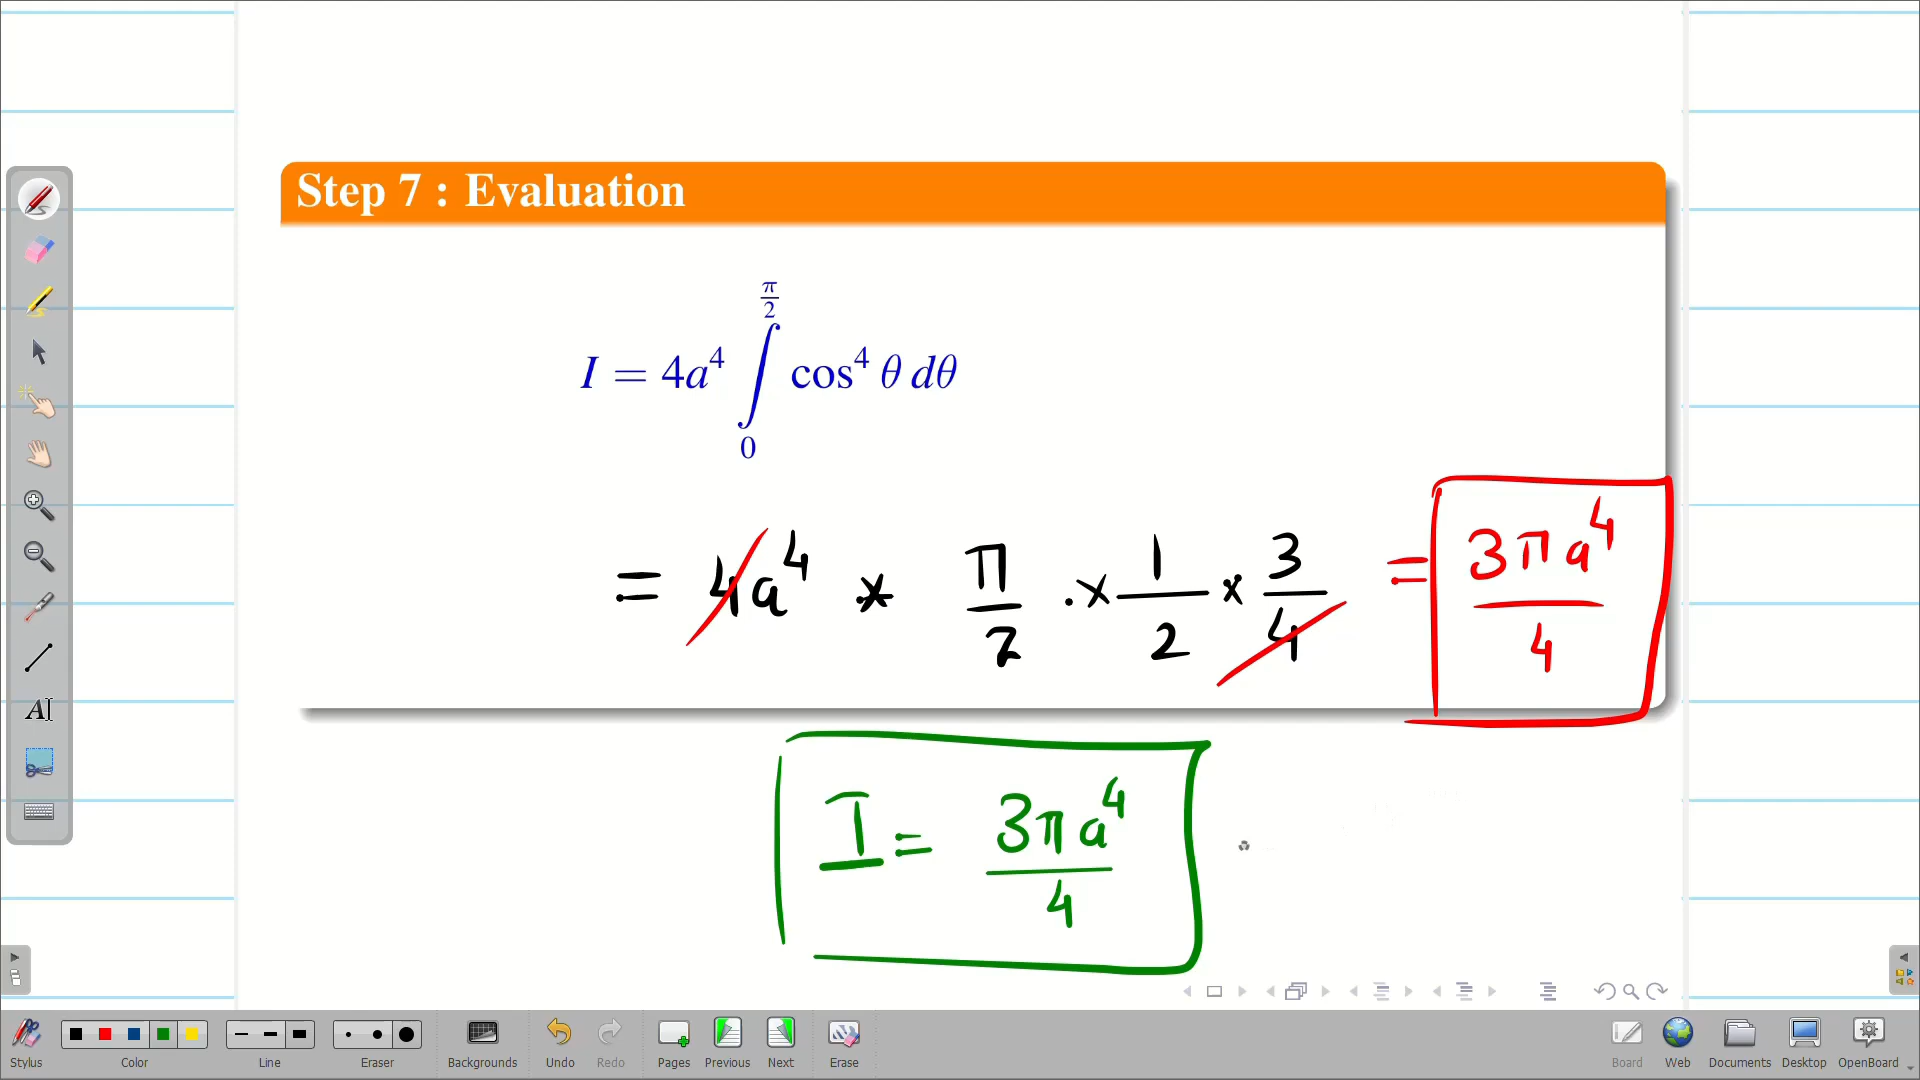 Step 7 : Evaluation
I = 4a⁴ ∫₀^{π/2} cos⁴ θ dθ
= 4a⁴ * π/2 · × 1/2 × 3/4 = 3πa⁴/4
I = 3πa⁴/4
Stylus Color Line Eraser Backgrounds Undo Redo Pages Previous Next Erase Board Web Documents Desktop OpenBoard